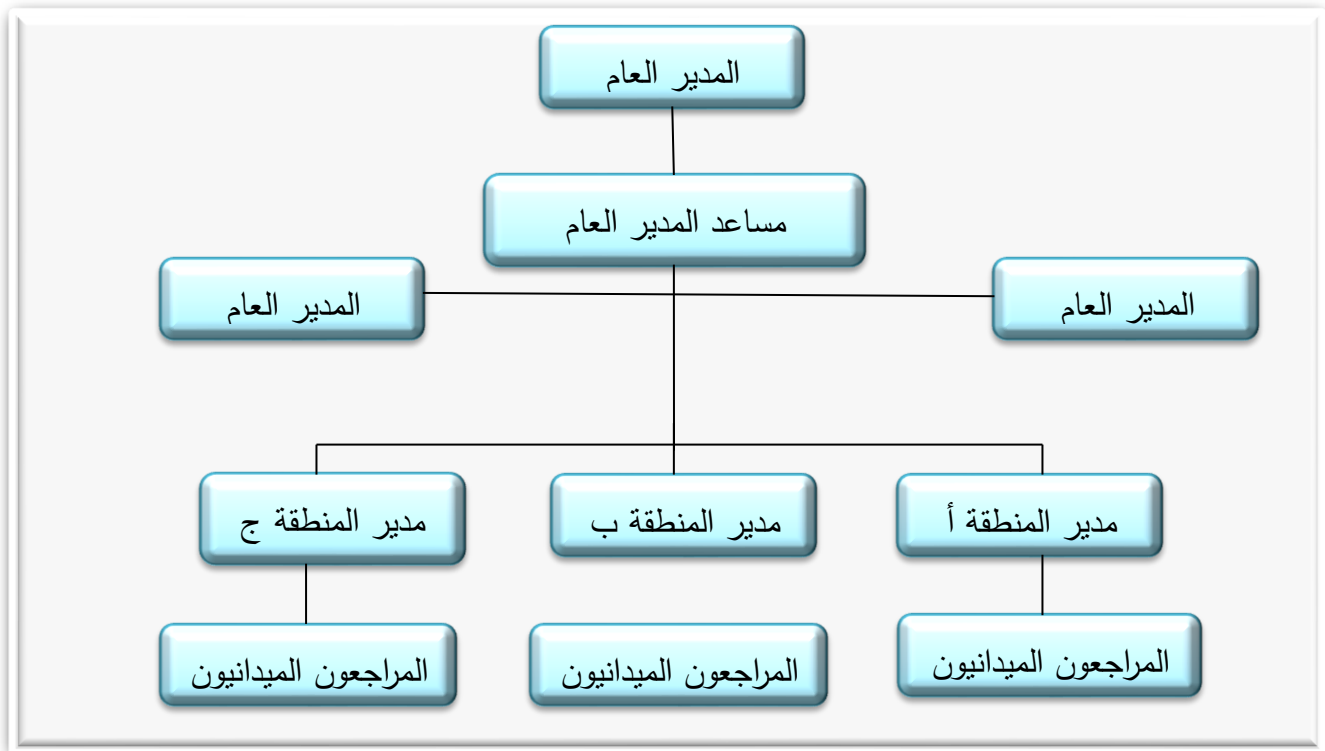 المدير العام
مساعد المدير العام
المدير العام
المدير العام
مدير المنطقة أ
مدير المنطقة ب
مدير المنطقة ج
المراجعون الميدانيون
المراجعون الميدانيون
المراجعون الميدانيون